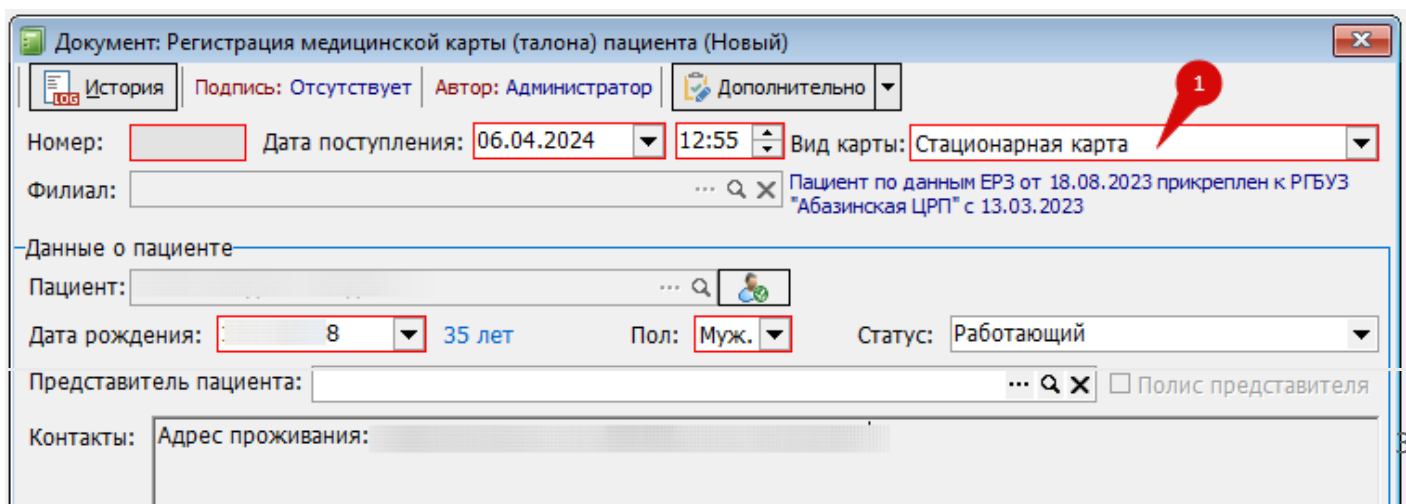 Документ: Регистрация медицинской карты (талона) пациента (Новый)
LOG История Подпись: Отсутствует Автор: Администратор Дополнительно 1
Номер: Дата поступления: 06.04.2024 12:55 Вид карты: Стационарная карта
Филиал: ... Пациент по данным ЕРЗ от 18.08.2023 прикреплен к РГБУЗ
"Абазинская ЦРП" с 13.03.2023
Данные о пациенте
Пациент: ...
Дата рождения: 8 35 лет Пол: Муж. Статус: Работающий
Представитель пациента: ... Полис представителя
Контакты: Адрес проживания: